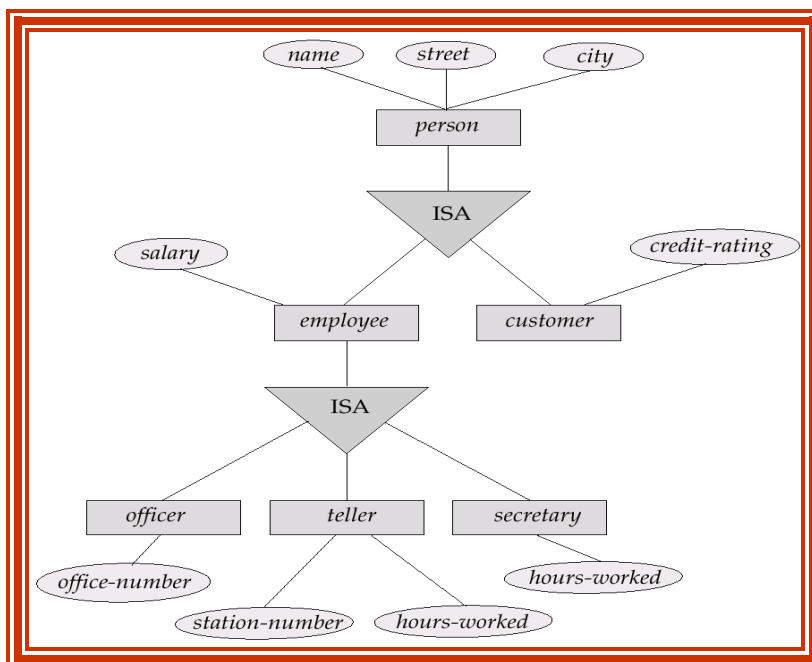 name
street
city
person
ISA
salary
credit-rating
employee
customer
ISA
officer
teller
secretary
office-number
hours-worked
station-number
hours-worked